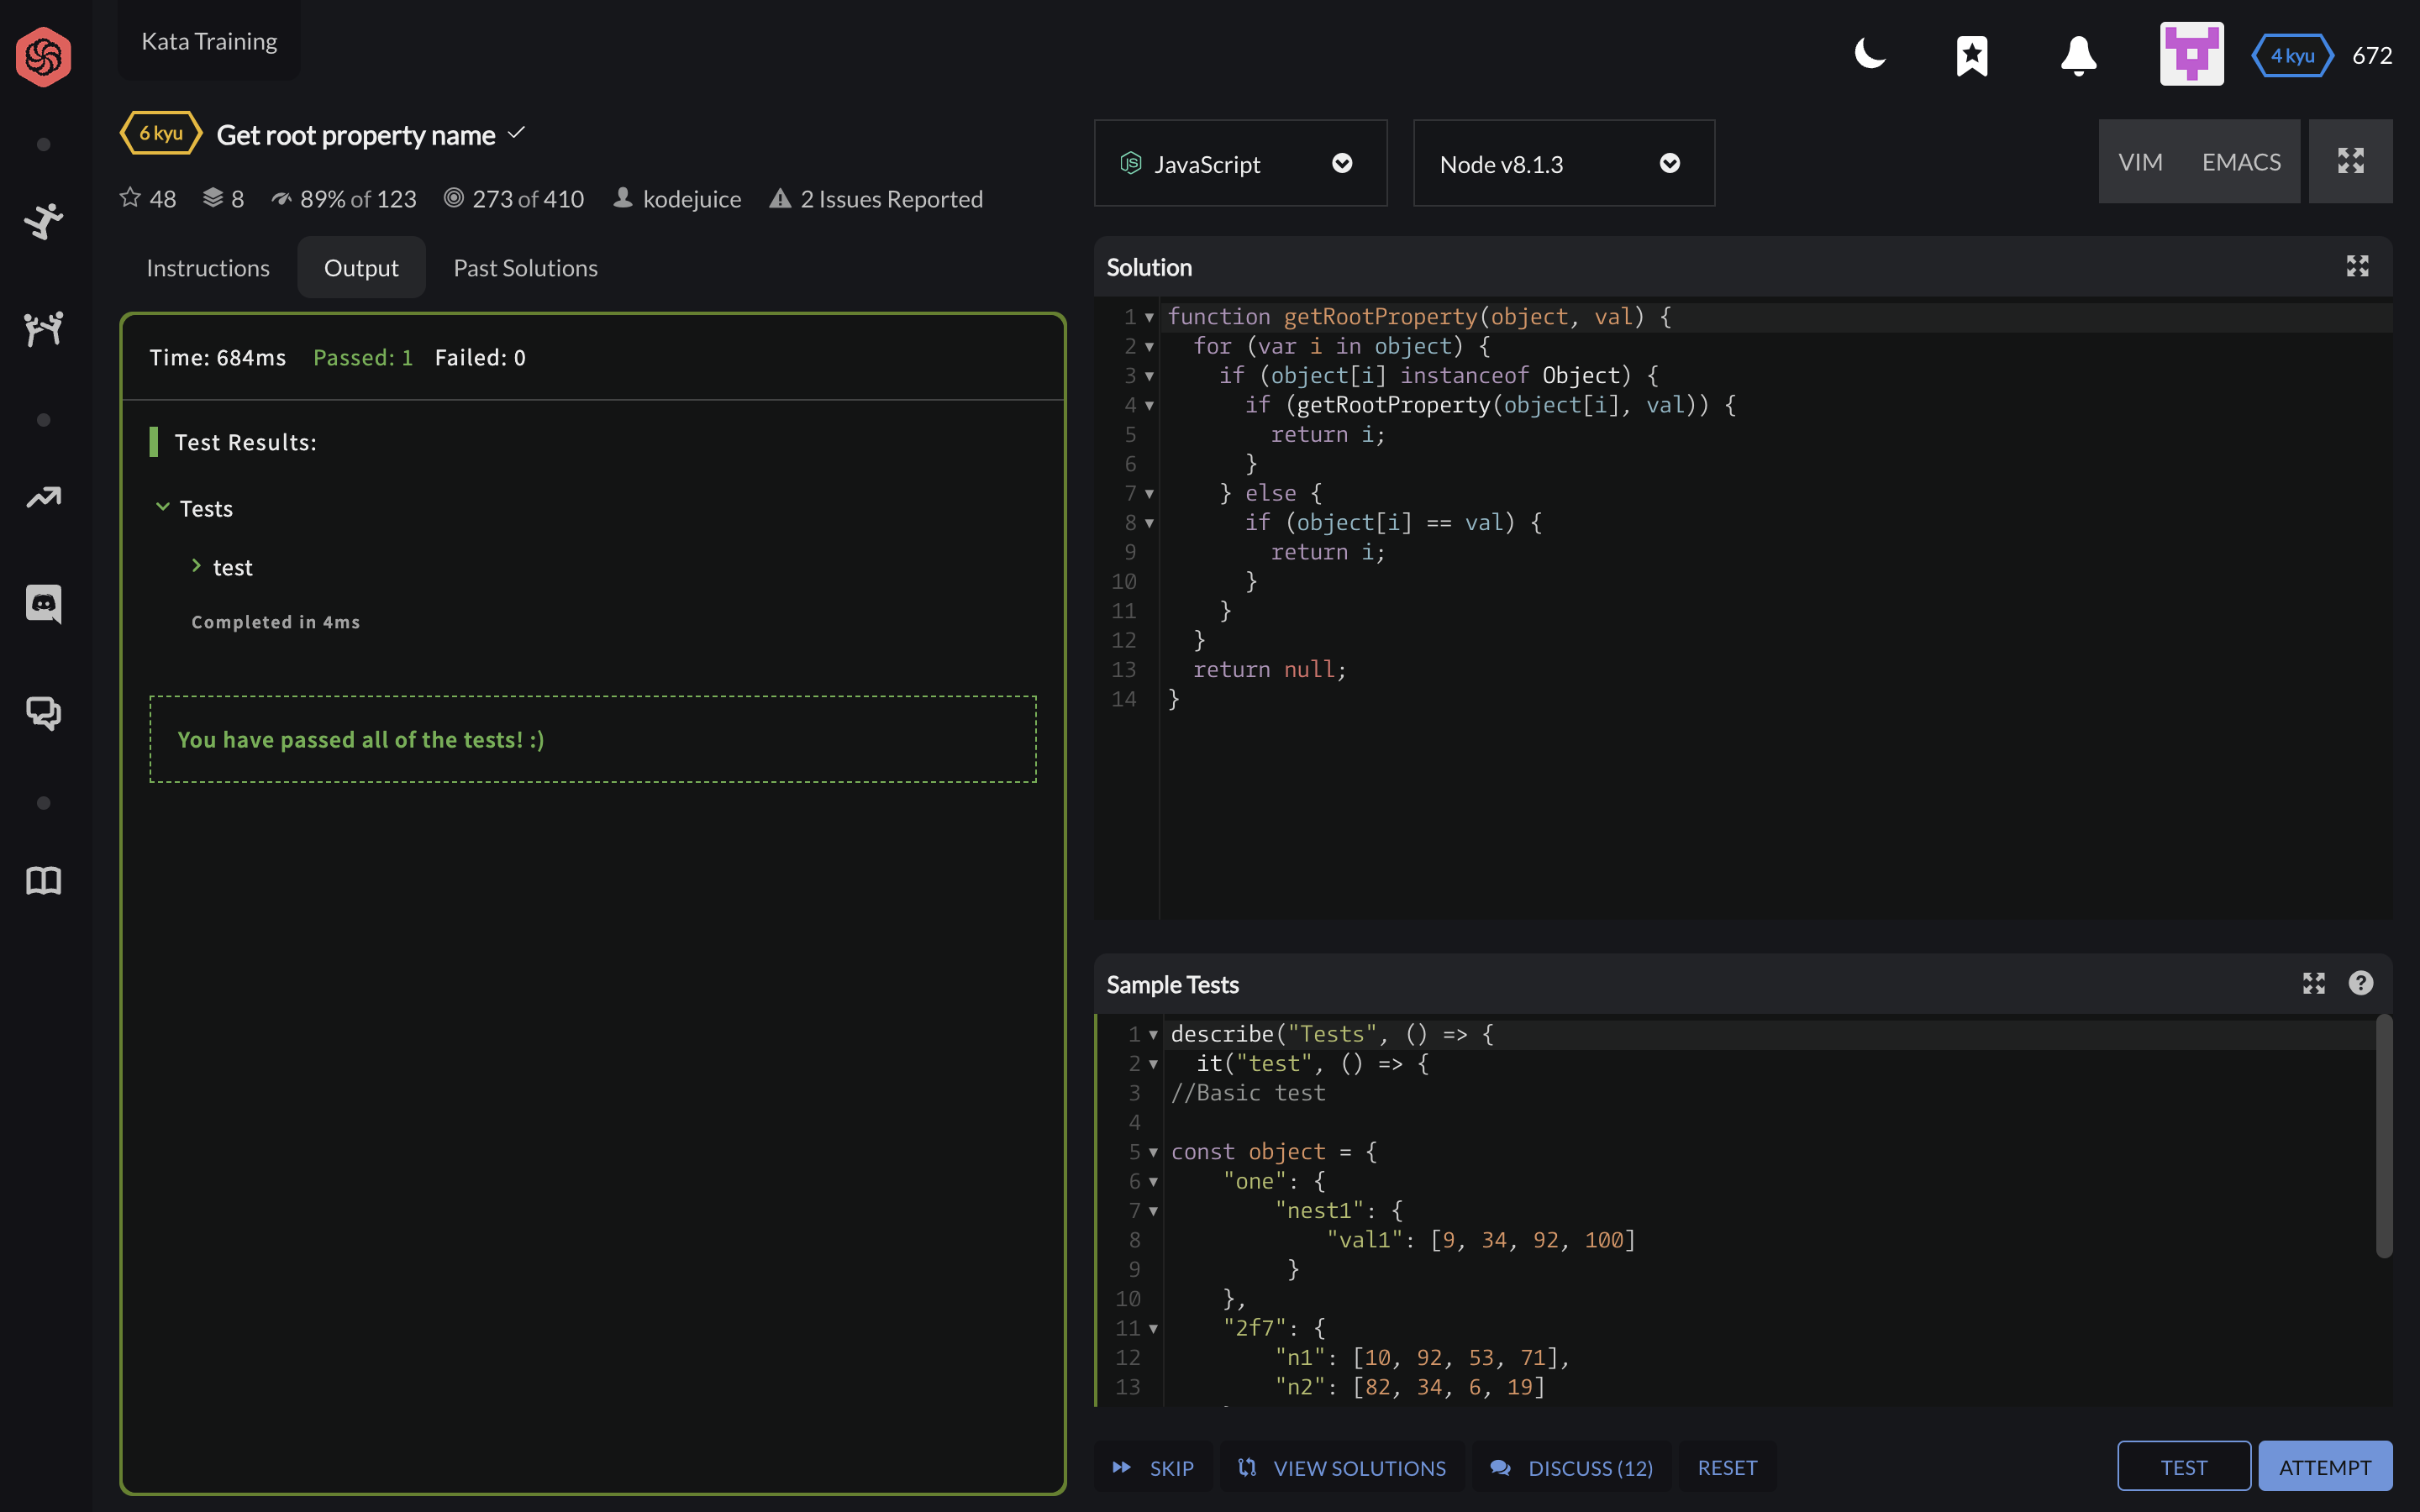 Kata Training
4 kyu 672
6 kyu Get root property name
48 8 89% of 123 273 of 410 kodejuice 2 Issues Reported
Instructions Output Past Solutions
Time: 684ms Passed: 1 Failed: 0
Test Results:
Tests
test
Completed in 4ms
You have passed all of the tests! :)
JavaScript
Node v8.1.3
VIM EMACS
Solution
1 function getRootProperty(object, val) {
2   for (var i in object) {
3     if (object[i] instanceof Object) {
4       if (getRootProperty(object[i], val)) {
5         return i;
6       }
7     } else {
8       if (object[i] == val) {
9         return i;
10       }
11     }
12   }
13   return null;
14 }
Sample Tests
1 describe("Tests", () => {
2   it("test", () => {
3 //Basic test
4
5 const object = {
6     "one": {
7         "nest1": {
8             "val1": [9, 34, 92, 100]
9          }
10     },
11     "2f7": {
12         "n1": [10, 92, 53, 71],
13         "n2": [82, 34, 6, 19]
SKIP VIEW SOLUTIONS DISCUSS (12) RESET
TEST ATTEMPT